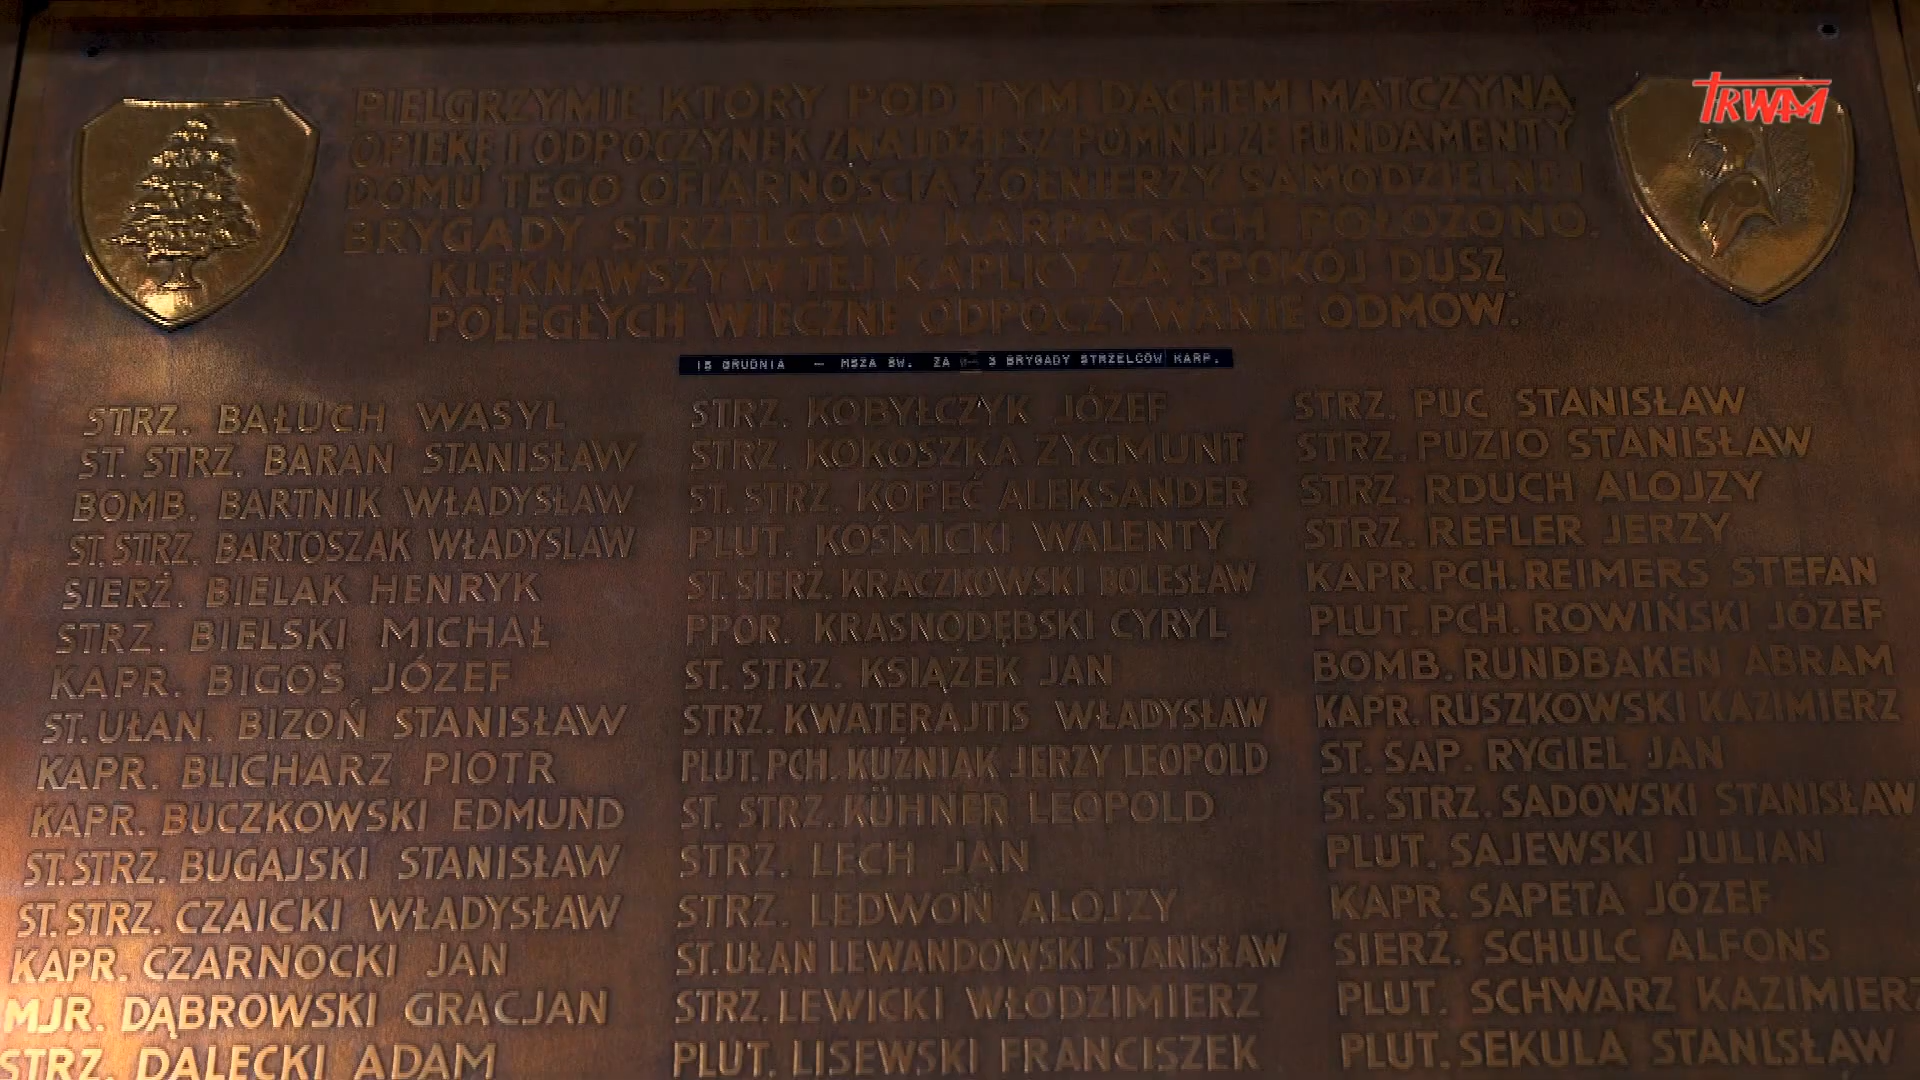 TRWAM
PIELGRZYMIE KTÓRY POD TYM DACHEM MATCZYNĄ
OPIEKĘ I ODPOCZYNEK ZNAJDZIESZ POMNIJ ŻE FUNDAMENTY
DOMU TEGO OFIARNOŚCIĄ ŻOŁNIERZY SAMODZIELNEJ
BRYGADY STRZELCÓW KARPACKICH POŁOŻONO.
KLĘKNĄWSZY W TEJ KAPLICY ZA SPOKÓJ DUSZ
POLEGŁYCH WIECZNE ODPOCZYWANIE ODMÓW:
15 GRUDNIA — MSZA ŚW. ZA 3 BRYGADY STRZELCÓW KARP.
STRZ. BAŁUCH WASYL
ST. STRZ. BARAN STANISŁAW
BOMB. BARTNIK WŁADYSŁAW
ST. STRZ. BARTOSZAK WŁADYSLAW
SIERŻ. BIELAK HENRYK
STRZ. BIELSKI MICHAŁ
KAPR. BIGOS JÓZEF
ST. UŁAN. BIZOŃ STANISŁAW
KAPR. BLICHARZ PIOTR
KAPR. BUCZKOWSKI EDMUND
ST. STRZ. BUGAJSKI STANISŁAW
ST. STRZ. CZAICKI WŁADYSŁAW
KAPR. CZARNOCKI JAN
MJR. DĄBROWSKI GRACJAN
STRZ. DALECKI ADAM
STRZ. KOBYŁCZYK JÓZEF
STRZ. KOKOSZKA ZYGMUNT
ST. STRZ. KOPEĆ ALEKSANDER
PLUT. KOŚMICKI WALENTY
ST. SIERŻ. KRACZKOWSKI BOLESŁAW
PPOR. KRASNODĘBSKI CYRYL
ST. STRZ. KSIĄŻEK JAN
STRZ. KWATERAJTIS WŁADYSŁAW
PLUT. PCH. KUŹNIAK JERZY LEOPOLD
ST. STRZ. KÜHNER LEOPOLD
STRZ. LECH JAN
STRZ. LEDWOŃ ALOJZY
ST. UŁAN LEWANDOWSKI STANISŁAW
STRZ. LEWICKI WŁODZIMIERZ
PLUT. LISEWSKI FRANCISZEK
STRZ. PUC STANISŁAW
STRZ. PUZIO STANISŁAW
STRZ. RDUCH ALOJZY
STRZ. REFLER JERZY
KAPR. PCH. REIMERS STEFAN
PLUT. PCH. ROWIŃSKI JÓZEF
BOMB. RUNDBAKEN ABRAM
KAPR. RUSZKOWSKI KAZIMIERZ
ST. SAP. RYGIEL JAN
ST. STRZ. SADOWSKI STANISŁAW
PLUT. SAJEWSKI JULIAN
KAPR. SAPETA JÓZEF
SIERŻ. SCHULC ALFONS
PLUT. SCHWARZ KAZIMIERZ
PLUT. SEKULA STANISŁAW